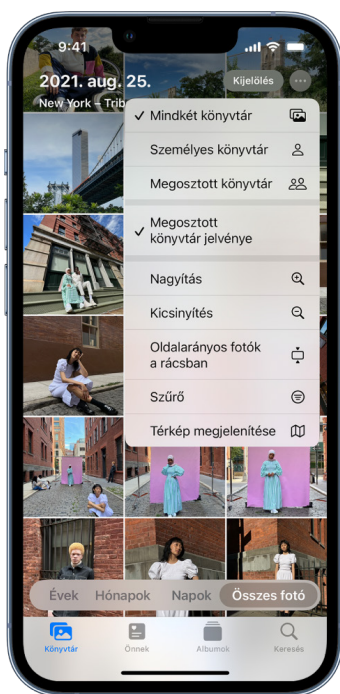 9:41
2021. aug. 25.
Kijelölés
New York – Trib
Mindkét könyvtár
Személyes könyvtár
Megosztott könyvtár
Megosztott
könyvtár jelvénye
Nagyítás
Kicsinyítés
Oldalarányos fotók
a rácsban
Szűrő
Térkép megjelenítése
Évek Hónapok Napok Összes fotó
Könyvtár Önnek Albumok Keresés